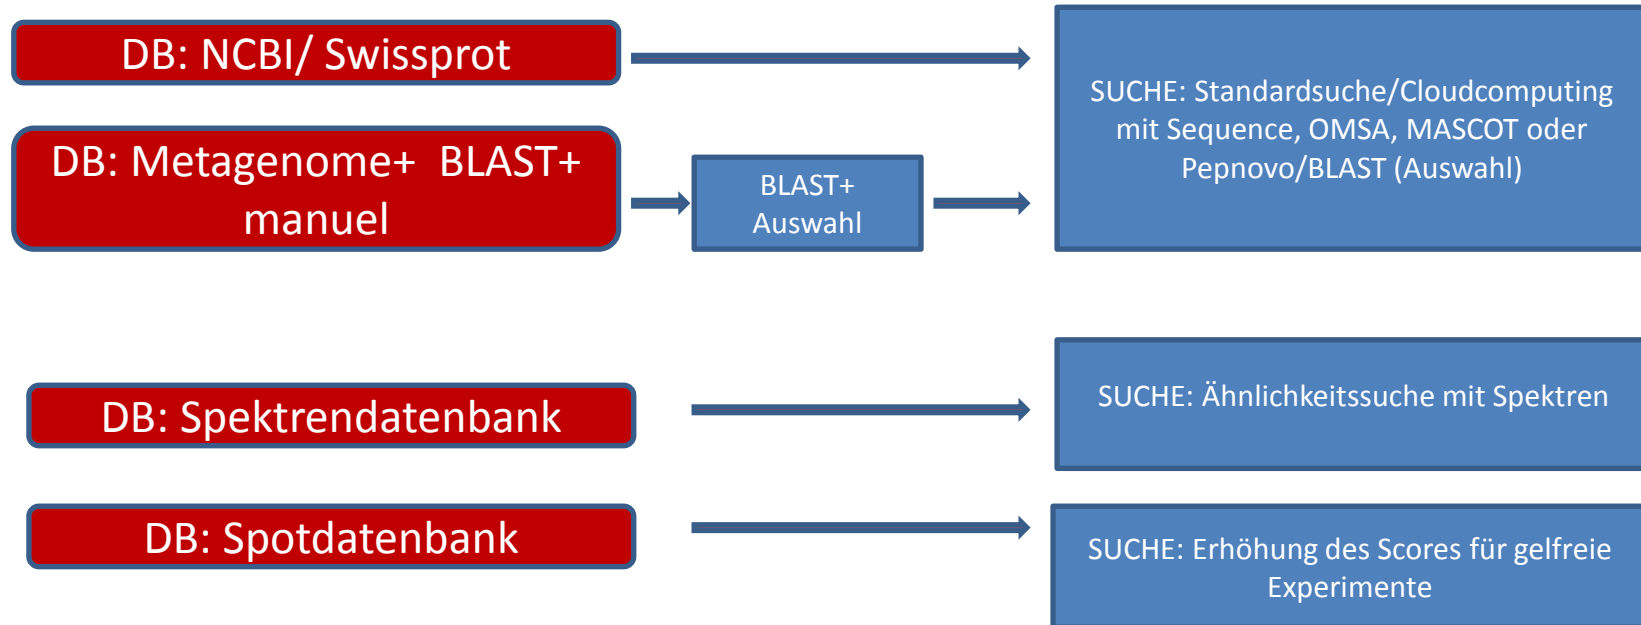 DB: NCBI/ Swissprot
SUCHE: Standardsuche/Cloudcomputing
mit Sequence, OMSA, MASCOT oder
Pepnovo/BLAST (Auswahl)
DB: Metagenome+ BLAST+
manuel
BLAST+
Auswahl
DB: Spektrendatenbank
SUCHE: Ähnlichkeitssuche mit Spektren
DB: Spotdatenbank
SUCHE: Erhöhung des Scores für gelfreie
Experimente